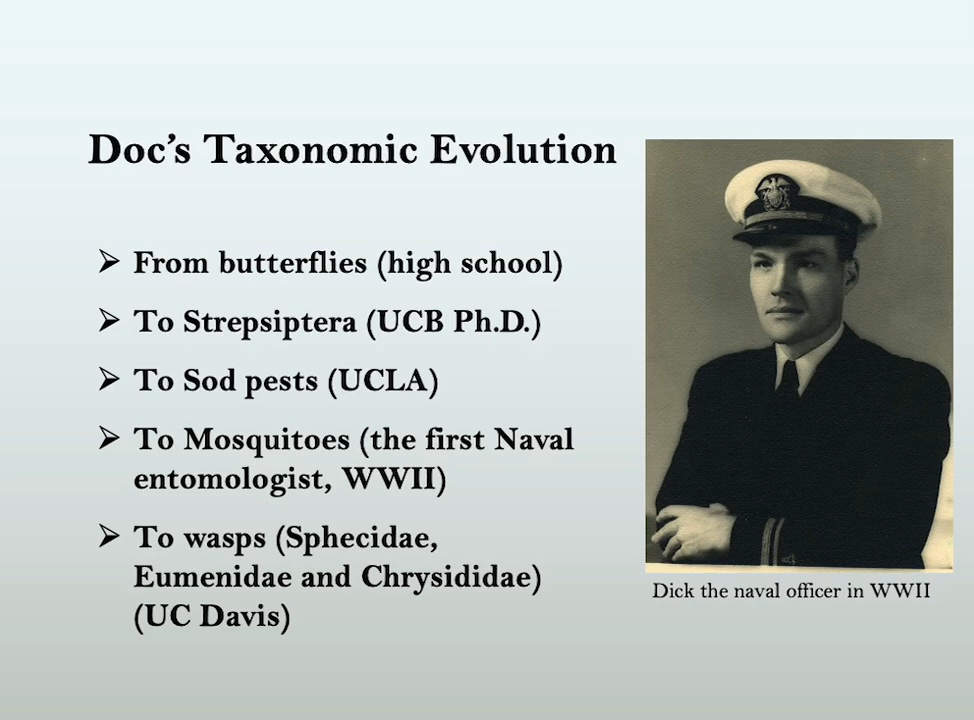 Doc's Taxonomic Evolution
➢ From butterflies (high school)
➢ To Strepsiptera (UCB Ph.D.)
➢ To Sod pests (UCLA)
➢ To Mosquitoes (the first Naval
entomologist, WWII)
➢ To wasps (Sphecidae,
Eumenidae and Chrysididae)
(UC Davis)
Dick the naval officer in WWII